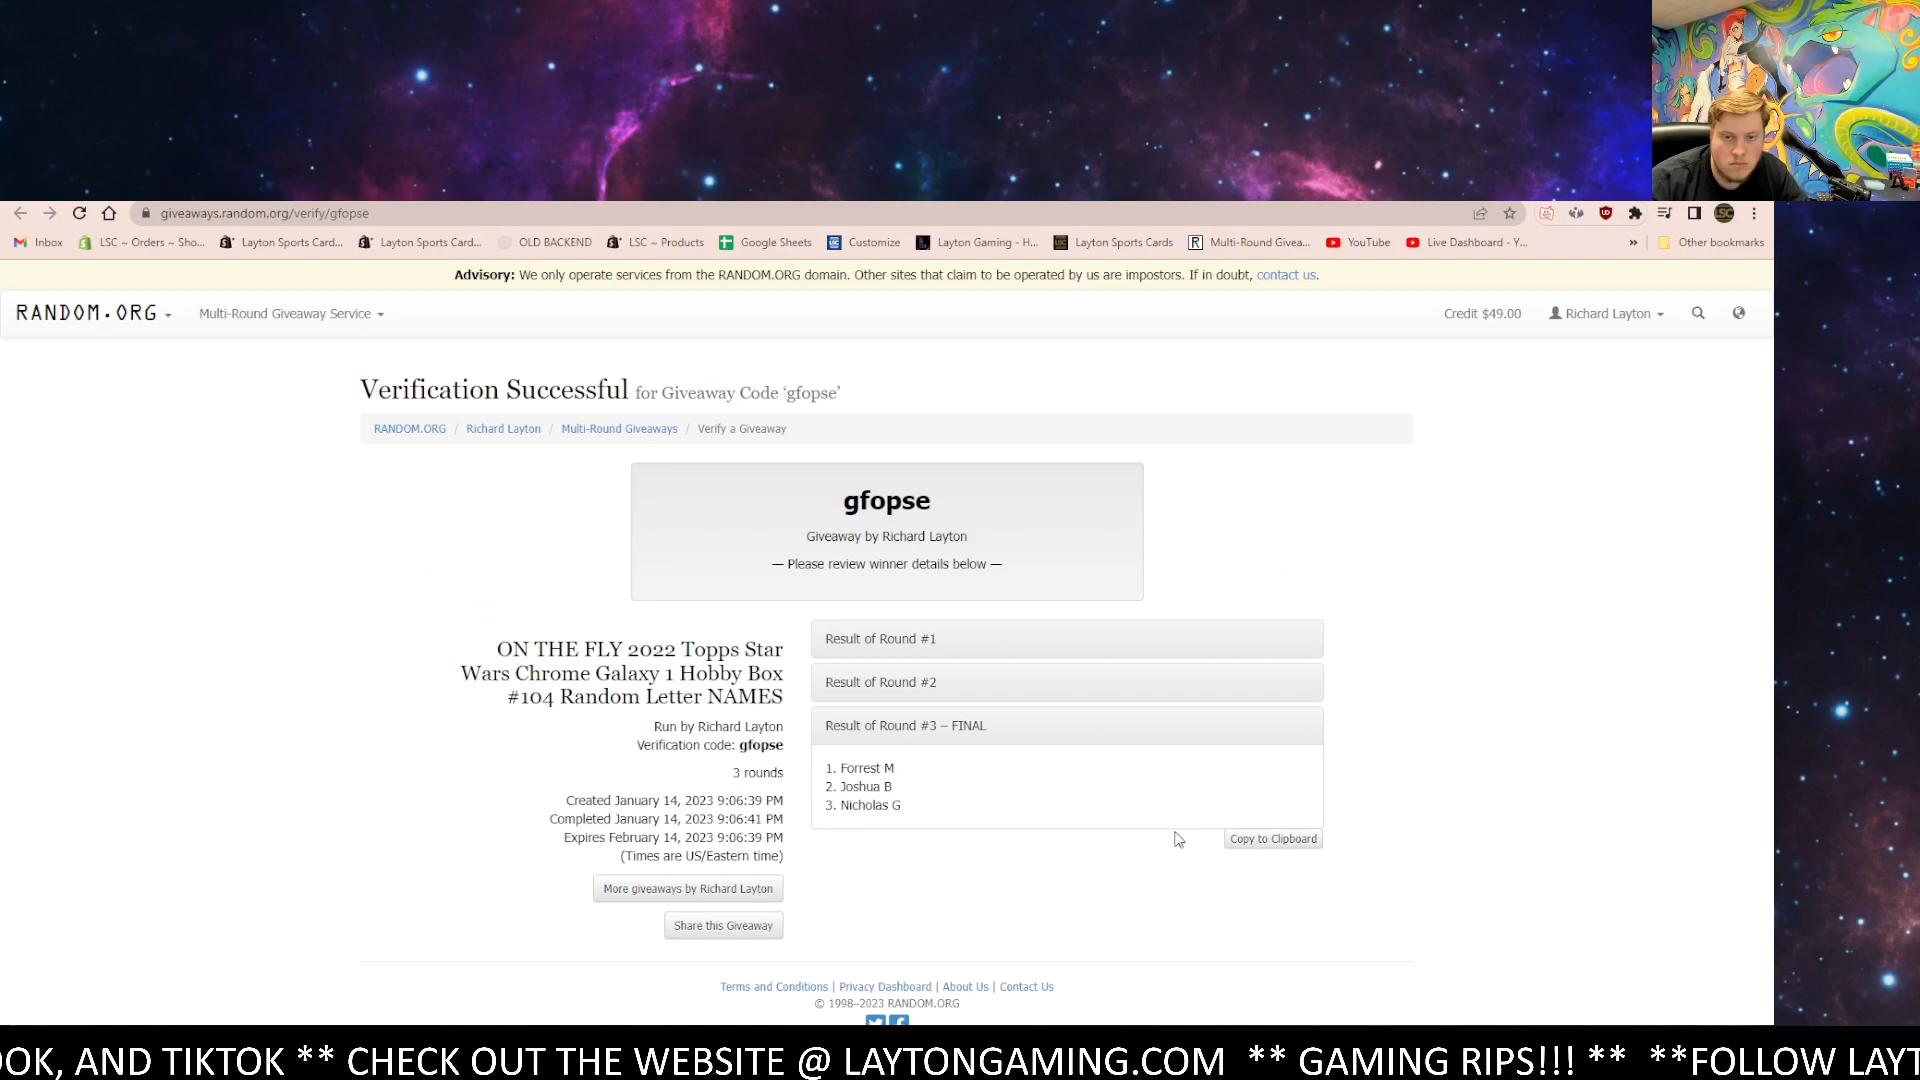 giveaways.random.org/verify/gfopse
Inbox LSC ~ Orders ~ Sho... Layton Sports Card... Layton Sports Card... OLD BACKEND LSC ~ Products Google Sheets Customize Layton Gaming - H... Layton Sports Cards Multi-Round Givea... YouTube Live Dashboard - Y... » Other bookmarks
Advisory: We only operate services from the RANDOM.ORG domain. Other sites that claim to be operated by us are impostors. If in doubt, contact us.
RANDOM.ORG Multi-Round Giveaway Service Credit $49.00 Richard Layton
Verification Successful for Giveaway Code ‘gfopse’
RANDOM.ORG / Richard Layton / Multi-Round Giveaways / Verify a Giveaway
gfopse
Giveaway by Richard Layton
— Please review winner details below —
ON THE FLY 2022 Topps Star
Wars Chrome Galaxy 1 Hobby Box
#104 Random Letter NAMES
Run by Richard Layton
Verification code: gfopse
3 rounds
Created January 14, 2023 9:06:39 PM
Completed January 14, 2023 9:06:41 PM
Expires February 14, 2023 9:06:39 PM
(Times are US/Eastern time)
More giveaways by Richard Layton
Share this Giveaway
Result of Round #1
Result of Round #2
Result of Round #3 – FINAL
1. Forrest M
2. Joshua B
3. Nicholas G
Copy to Clipboard
Terms and Conditions | Privacy Dashboard | About Us | Contact Us
© 1998–2023 RANDOM.ORG
OOK, AND TIKTOK ** CHECK OUT THE WEBSITE @ LAYTONGAMING.COM ** GAMING RIPS!!! ** **FOLLOW LAYT